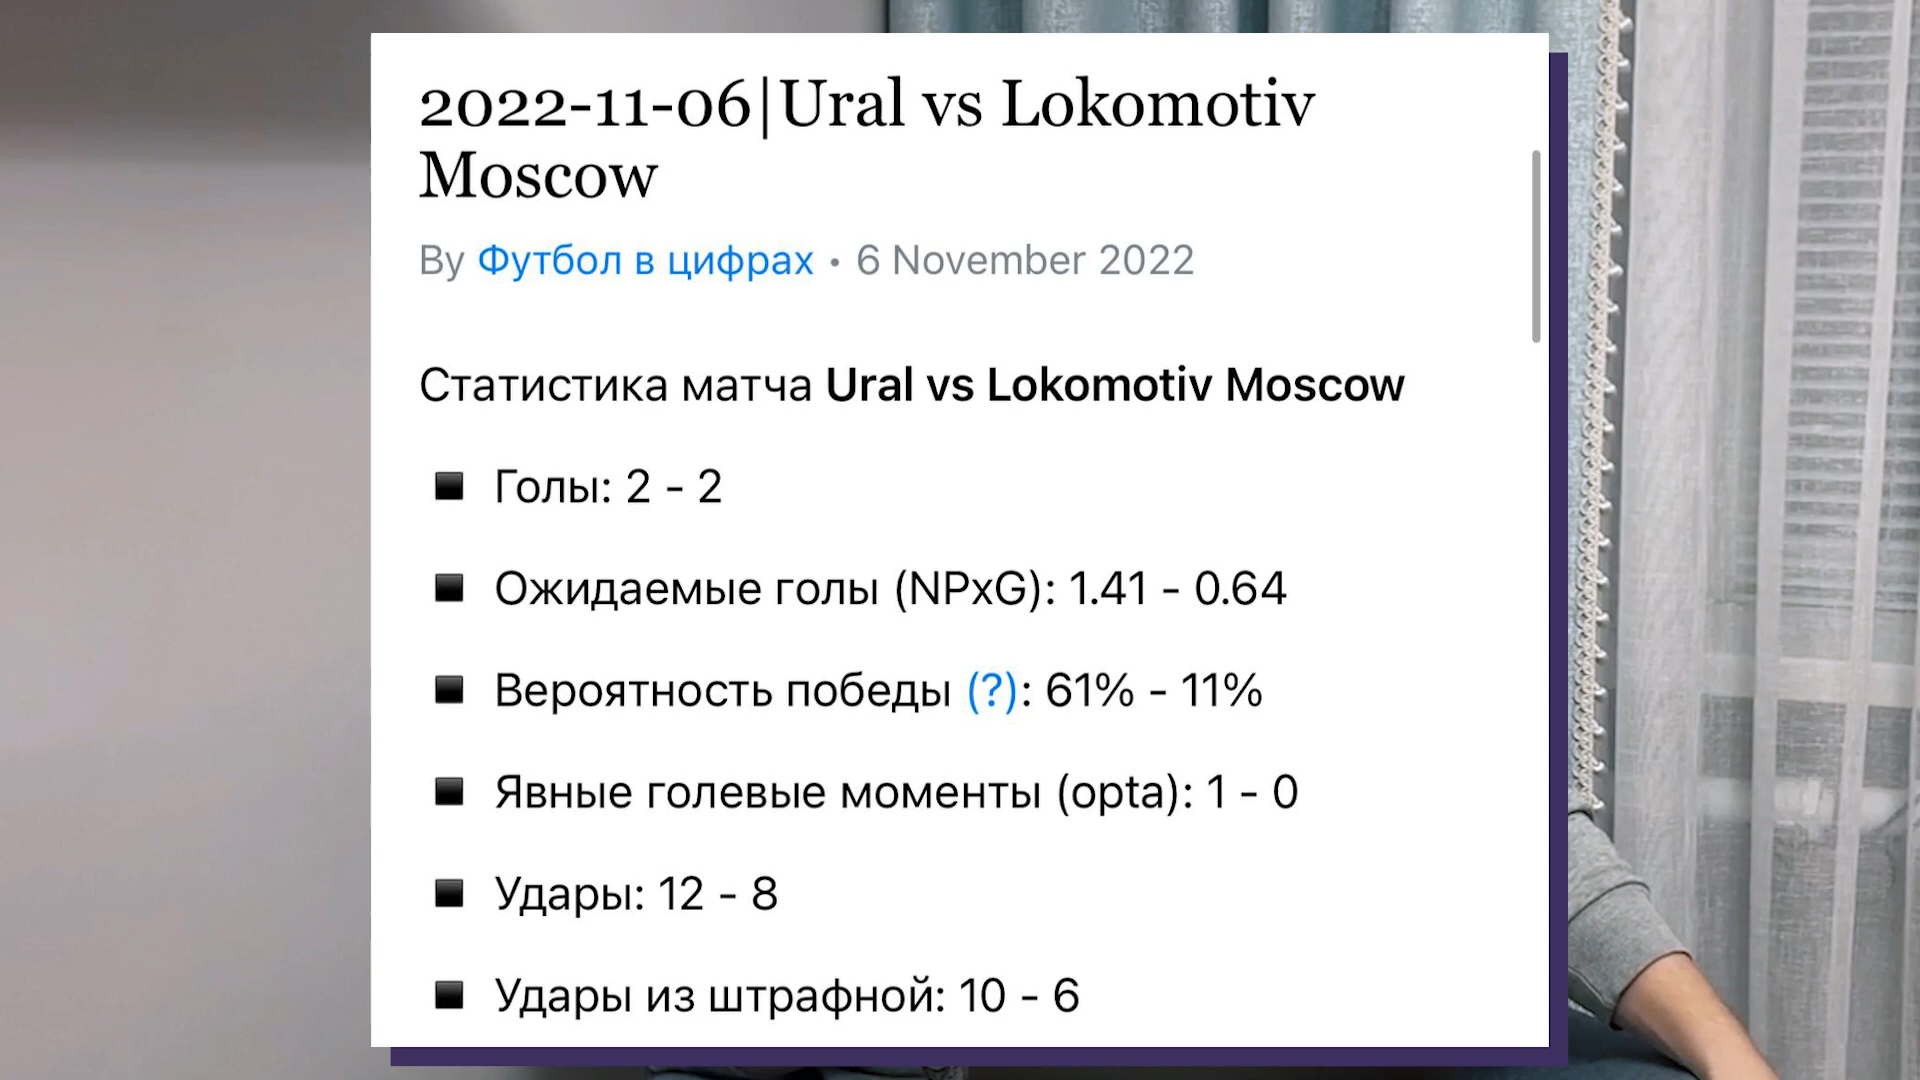 2022-11-06|Ural vs Lokomotiv
Moscow
By Футбол в цифрах • 6 November 2022
Статистика матча Ural vs Lokomotiv Moscow
Голы: 2 - 2
Ожидаемые голы (NPxG): 1.41 - 0.64
Вероятность победы (?): 61% - 11%
Явные голевые моменты (opta): 1 - 0
Удары: 12 - 8
Удары из штрафной: 10 - 6